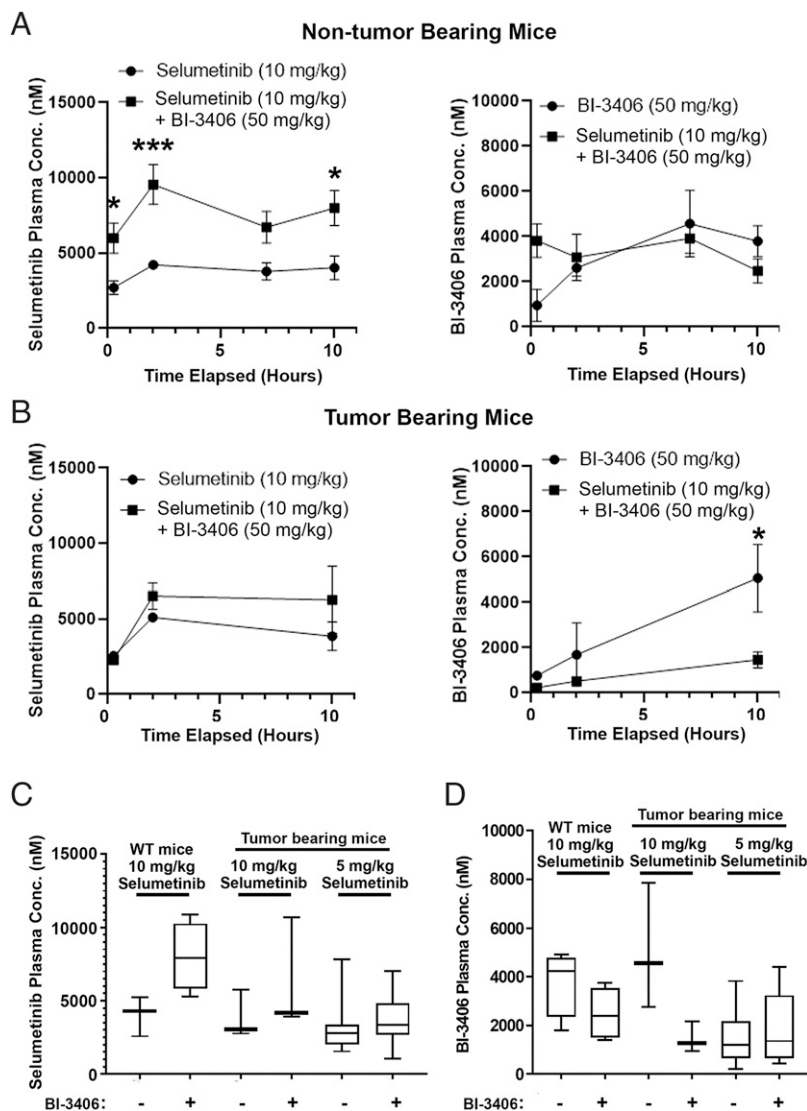 A
Non-tumor Bearing Mice
Selumetinib Plasma Conc. (nM)
15000
10000
5000
0
Selumetinib (10 mg/kg)
Selumetinib (10 mg/kg)
+ BI-3406 (50 mg/kg)
*
***
*
0
5
10
Time Elapsed (Hours)
BI-3406 Plasma Conc. (nM)
10000
8000
6000
4000
2000
0
BI-3406 (50 mg/kg)
Selumetinib (10 mg/kg)
+ BI-3406 (50 mg/kg)
0
5
10
Time Elapsed (Hours)
B
Tumor Bearing Mice
Selumetinib Plasma Conc. (nM)
15000
10000
5000
0
Selumetinib (10 mg/kg)
Selumetinib (10 mg/kg)
+ BI-3406 (50 mg/kg)
0
5
10
Time Elapsed (Hours)
BI-3406 Plasma Conc. (nM)
10000
8000
6000
4000
2000
0
BI-3406 (50 mg/kg)
Selumetinib (10 mg/kg)
+ BI-3406 (50 mg/kg)
*
0
5
10
Time Elapsed (Hours)
C
Selumetinib Plasma Conc. (nM)
15000
10000
5000
0
WT mice
10 mg/kg
Selumetinib
Tumor bearing mice
10 mg/kg
Selumetinib
5 mg/kg
Selumetinib
BI-3406: - + - + - +
D
BI-3406 Plasma Conc. (nM)
10000
8000
6000
4000
2000
0
WT mice
10 mg/kg
Selumetinib
Tumor bearing mice
10 mg/kg
Selumetinib
5 mg/kg
Selumetinib
BI-3406: - + - + - +